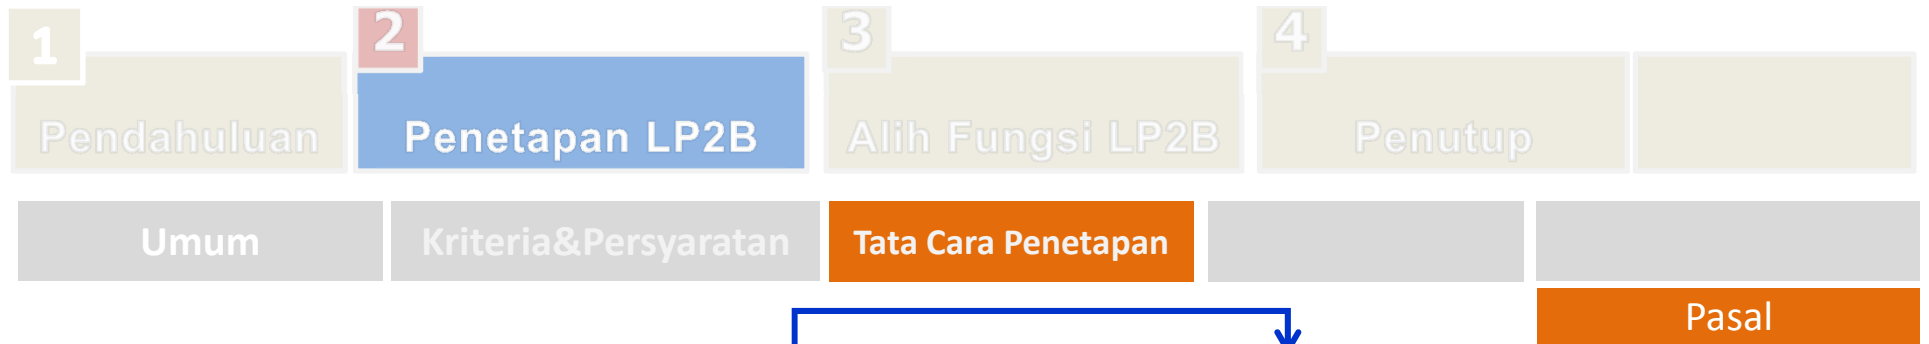 1
Pendahuluan
2
Penetapan LP2B
3
Alih Fungsi LP2B
4
Penutup
Umum
Kriteria&Persyaratan
Tata Cara Penetapan
Pasal